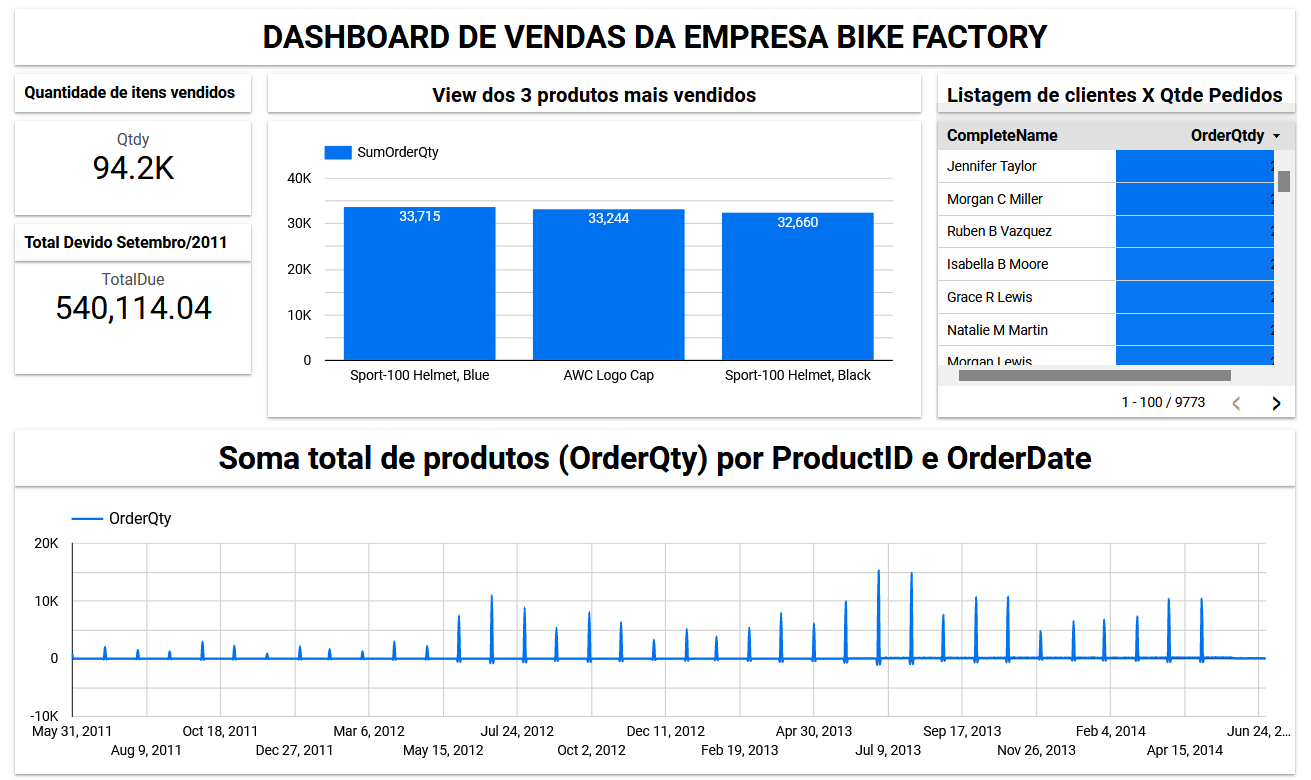 DASHBOARD DE VENDAS DA EMPRESA BIKE FACTORY
Quantidade de itens vendidos
Qtdy
94.2K
Total Devido Setembro/2011
TotalDue
540,114.04
View dos 3 produtos mais vendidos
SumOrderQty
40K
30K
20K
10K
0
33,715
33,244
32,660
Sport-100 Helmet, Blue
AWC Logo Cap
Sport-100 Helmet, Black
Listagem de clientes X Qtde Pedidos
CompleteName OrderQtdy
Jennifer Taylor
Morgan C Miller
Ruben B Vazquez
Isabella B Moore
Grace R Lewis
Natalie M Martin
Morgan Lewis
1 - 100 / 9773
Soma total de produtos (OrderQty) por ProductID e OrderDate
OrderQty
20K
10K
0
-10K
May 31, 2011
Aug 9, 2011
Oct 18, 2011
Dec 27, 2011
Mar 6, 2012
May 15, 2012
Jul 24, 2012
Oct 2, 2012
Dec 11, 2012
Feb 19, 2013
Apr 30, 2013
Jul 9, 2013
Sep 17, 2013
Nov 26, 2013
Feb 4, 2014
Apr 15, 2014
Jun 24, 2...